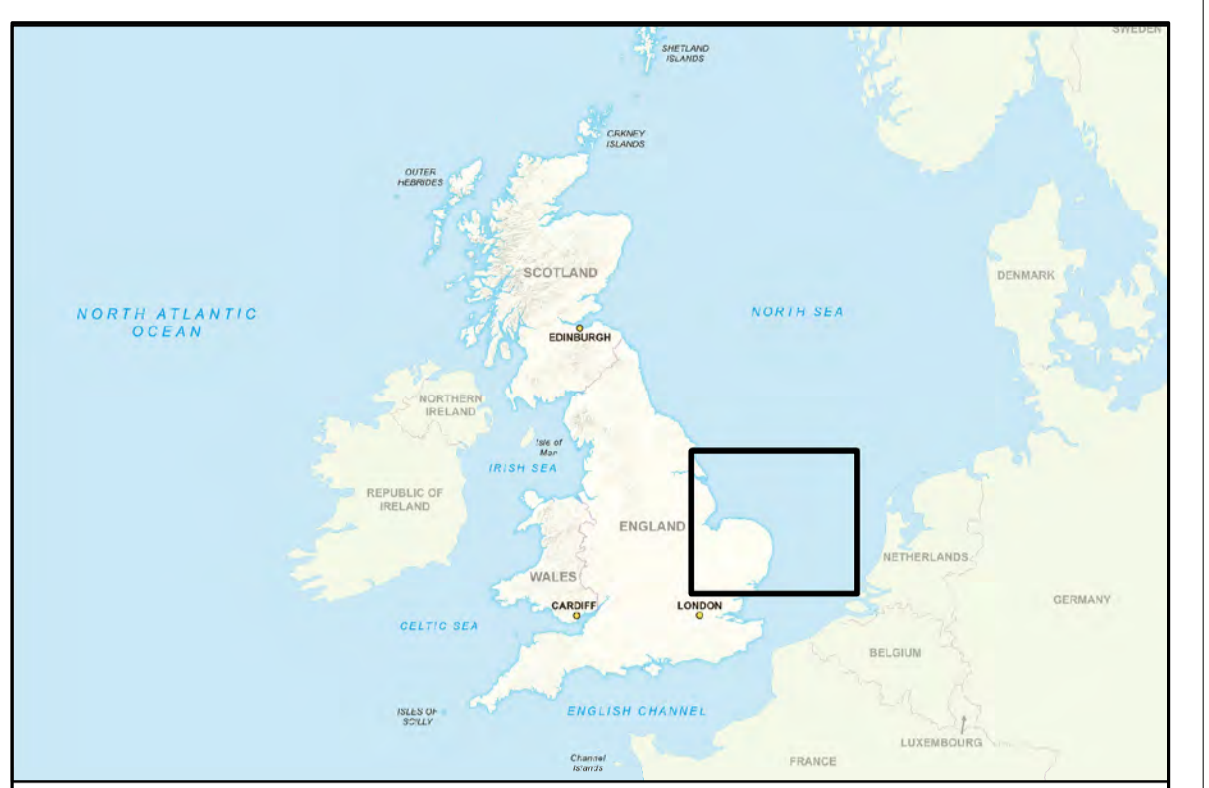 SWEDEN
SHETLAND
ISLANDS
ORKNEY
ISLANDS
OUTER
HEBRIDES
SCOTLAND
DENMARK
NORTH ATLANTIC
OCEAN
NORTH SEA
EDINBURGH
NORTHERN
IRELAND
Isle of
Man
IRISH SEA
REPUBLIC OF
IRELAND
ENGLAND
NETHERLANDS
WALES
CARDIFF
LONDON
GERMANY
CELTIC SEA
BELGIUM
ISLES OF
SCILLY
ENGLISH CHANNEL
LUXEMBOURG
Channel
Islands
FRANCE